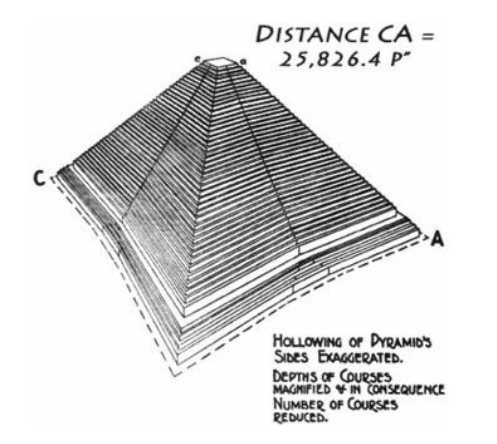 DISTANCE CA =
25,826.4 P"
c a
C
A
HOLLOWING OF PYRAMID'S
SIDES EXAGGERATED.
DEPTHS OF COURSES
MAGNIFIED & IN CONSEQUENCE
NUMBER OF COURSES
REDUCED.